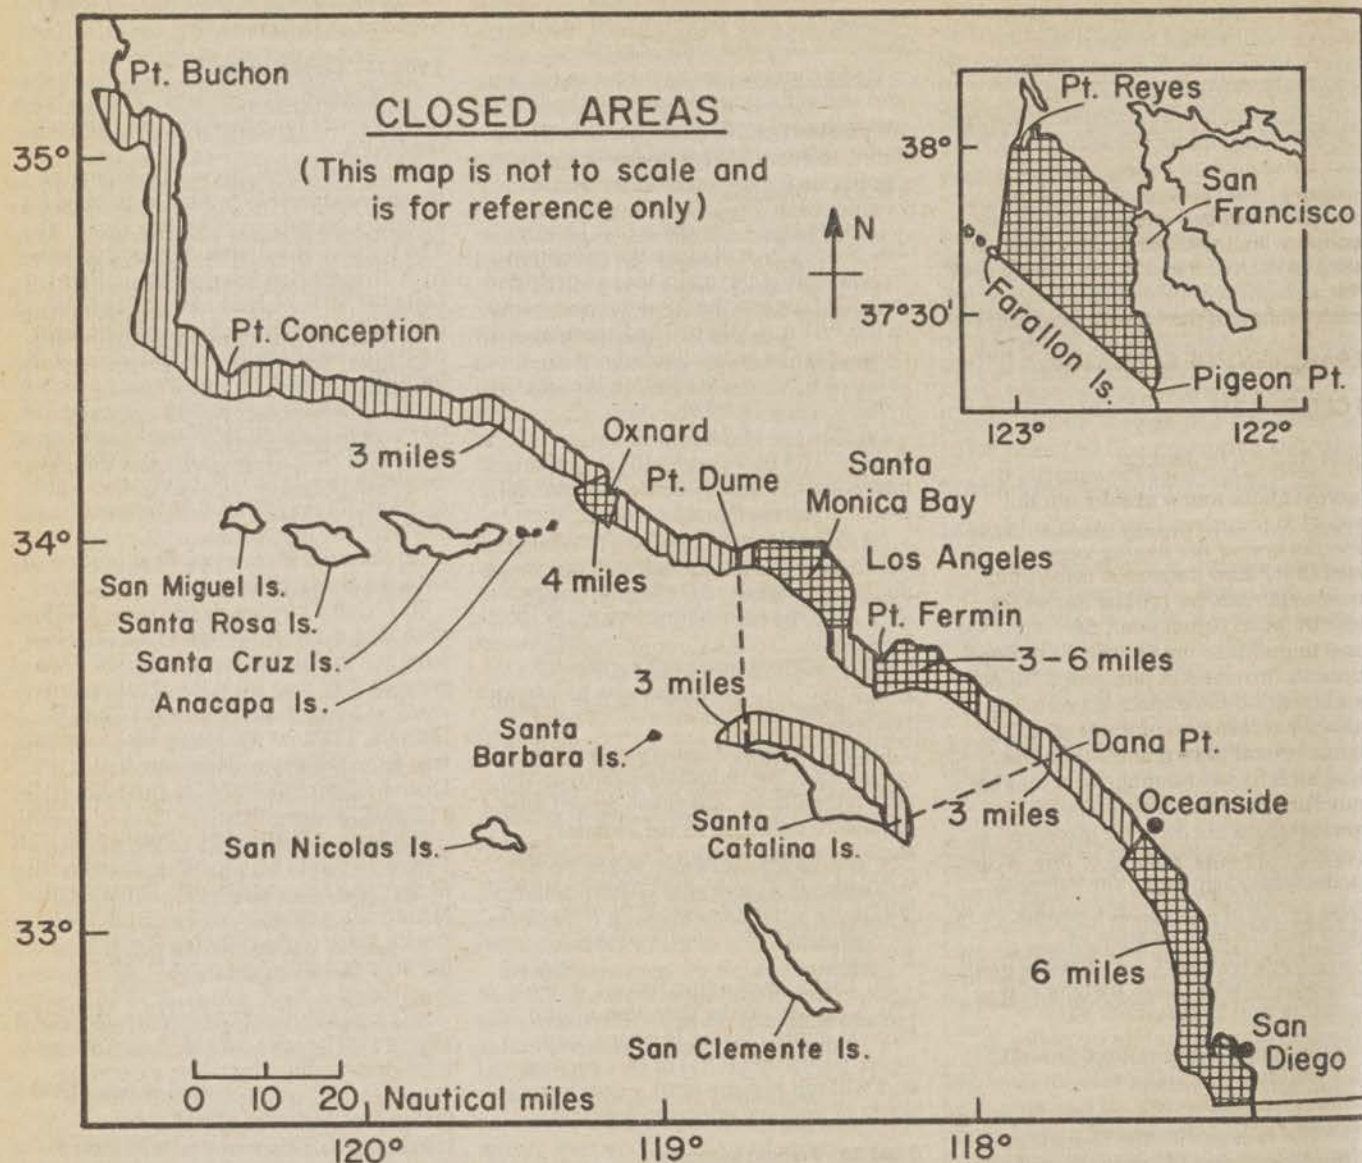 Pt. Buchon
CLOSED AREAS
(This map is not to scale and
is for reference only)
N
35°
Pt. Reyes
38°
San
Francisco
37°30'
Farallon Is.
Pigeon Pt.
123°
122°
Pt. Conception
3 miles
Oxnard
Pt. Dume
Santa
Monica Bay
34°
4 miles
Los Angeles
San Miguel Is.
Santa Rosa Is.
Santa Cruz Is.
Anacapa Is.
Pt. Fermin
3-6 miles
3 miles
Santa
Barbara Is.
Dana Pt.
San Nicolas Is.
Santa
Catalina Is.
3 miles
Oceanside
33°
6 miles
San Clemente Is.
San
Diego
0 10 20 Nautical miles
120°
119°
118°